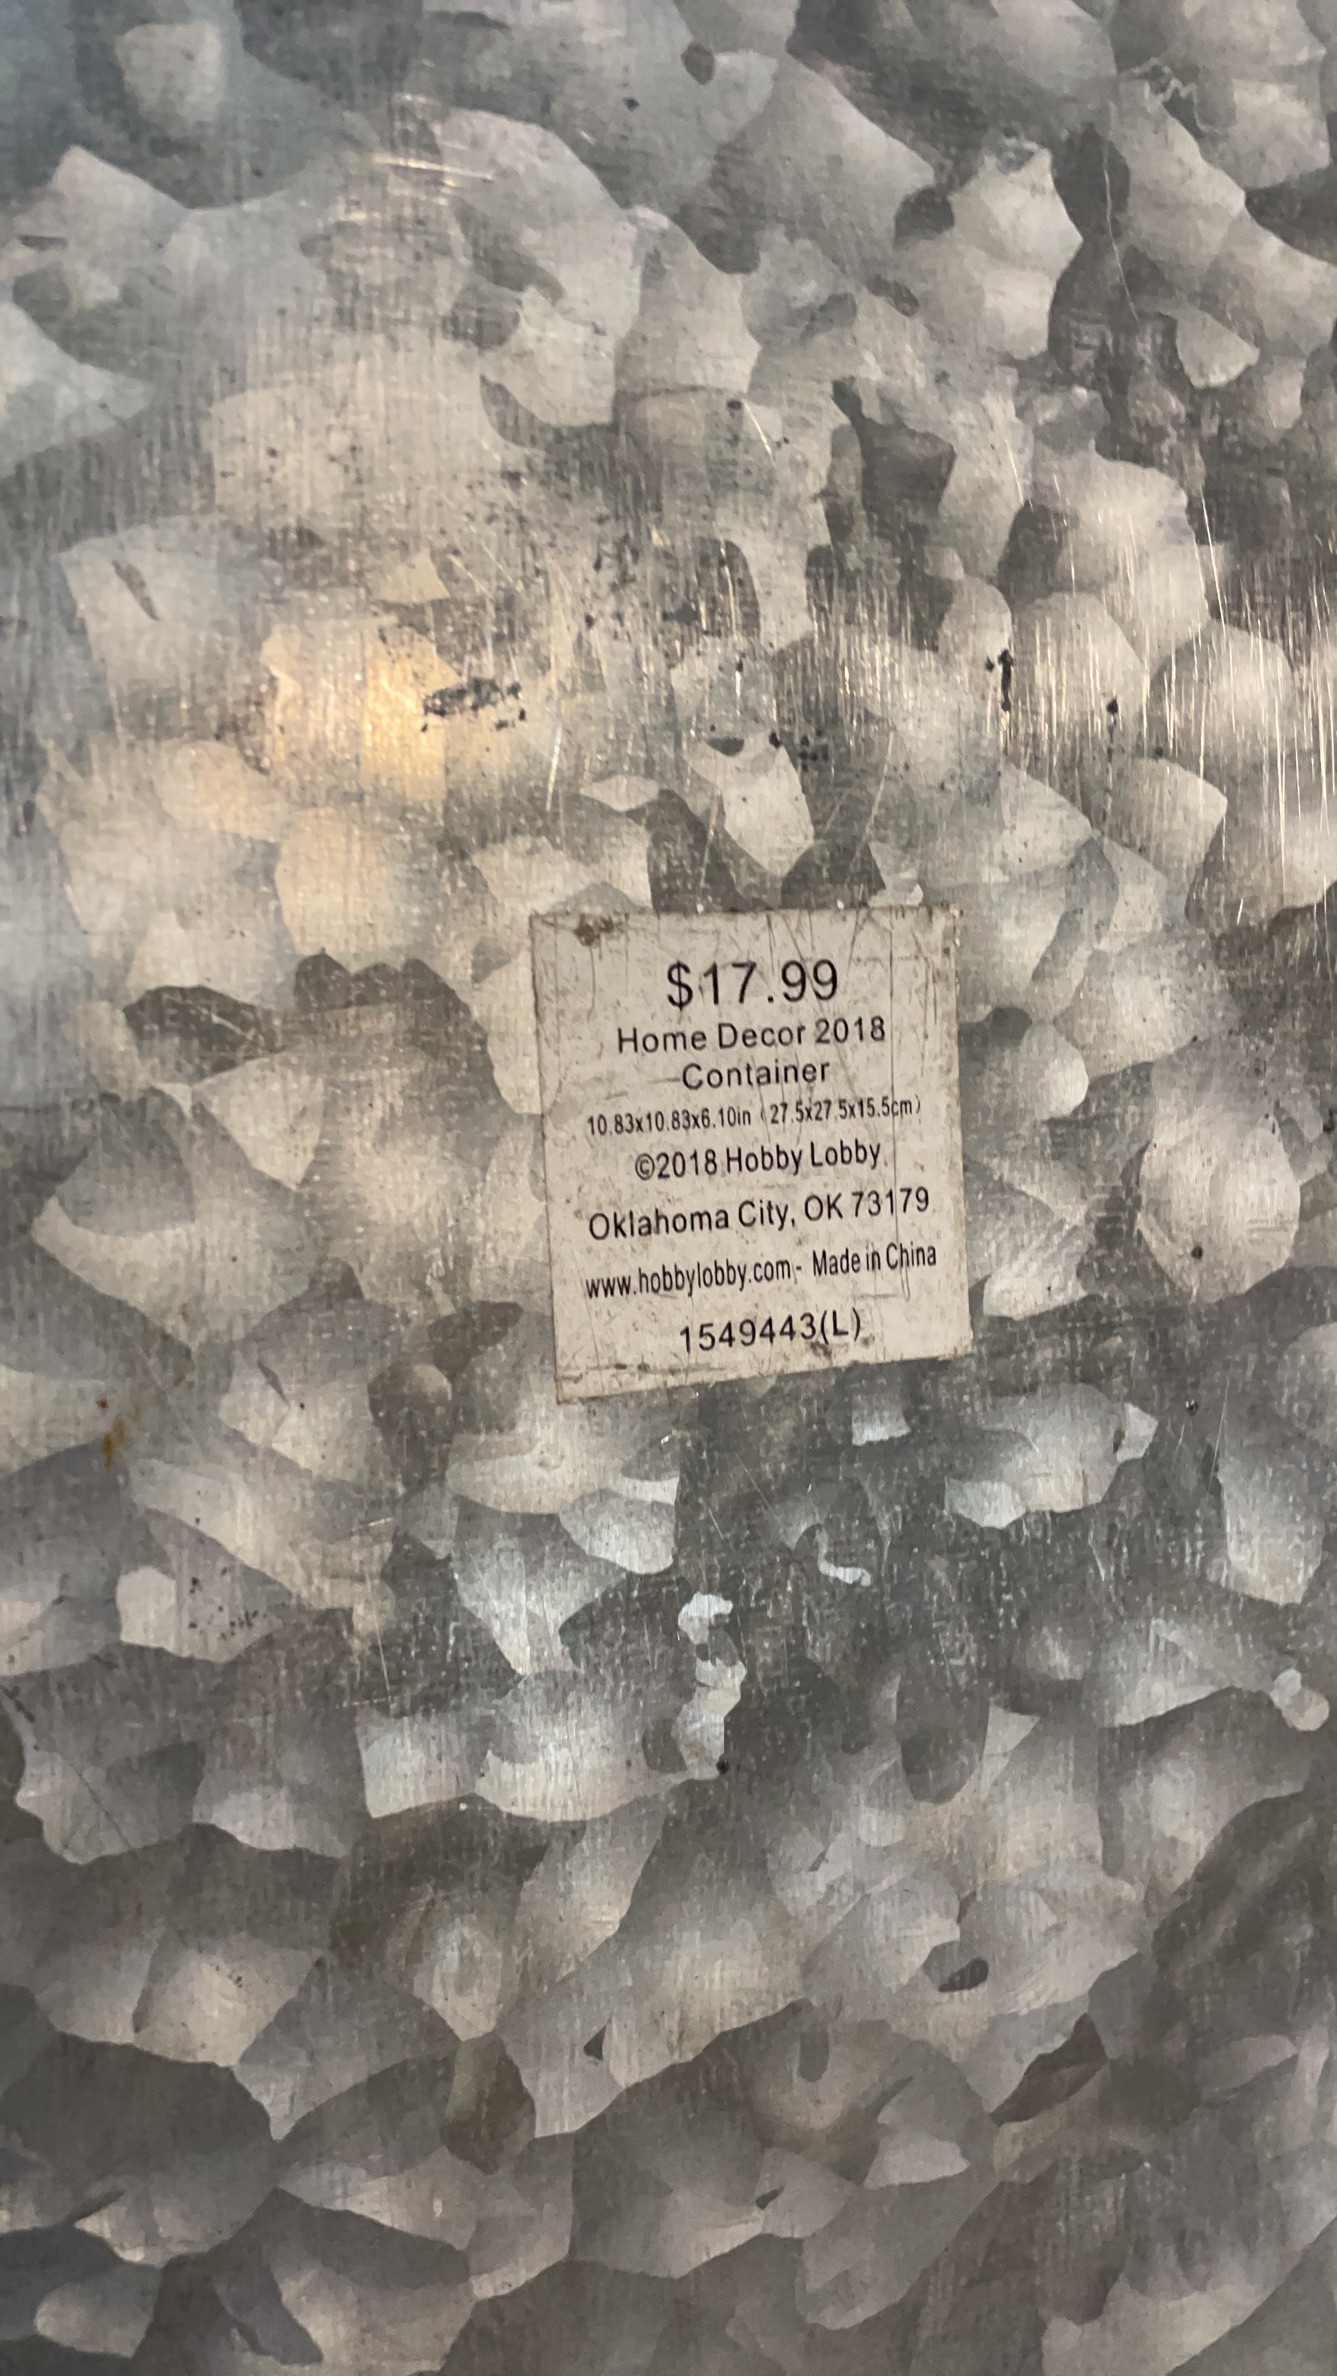 $17.99
Home Decor 2018
Container
10.83x10.83x6.10in (27.5x27.5x15.5cm)
©2018 Hobby Lobby
Oklahoma City, OK 73179
www.hobbylobby.com - Made in China
1549443(L)